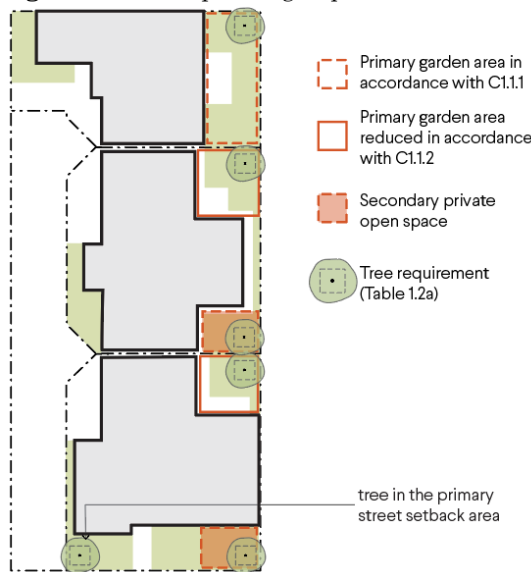 Primary garden area in
accordance with C1.1.1
Primary garden area
reduced in accordance
with C1.1.2
Secondary private
open space
Tree requirement
(Table 1.2a)
tree in the primary
street setback area